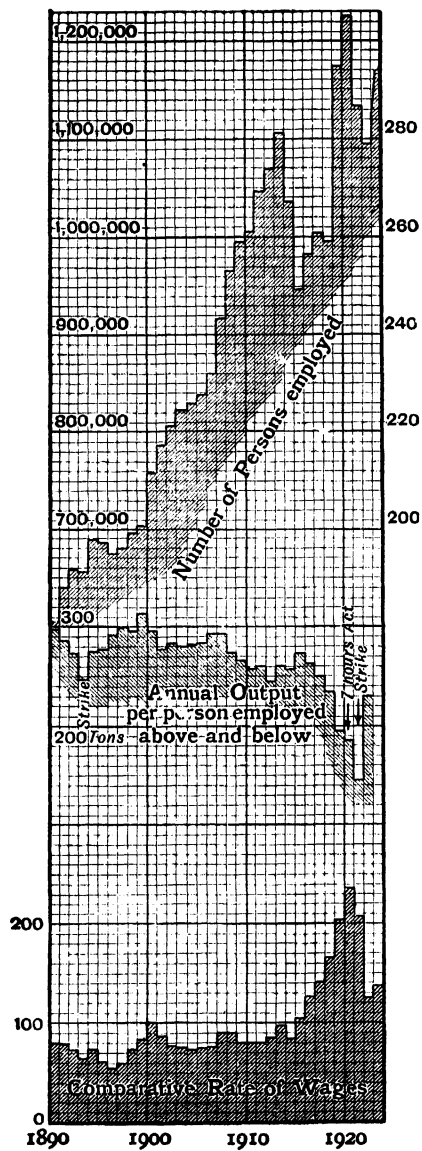 1,200,000
1,100,000
280
1,000,000
260
900,000
240
800,000
220
700,000
200
Number of Persons employed
300
7 hours Act
Strike
Strike
Annual Output
per person employed
200 Tons above and below
200
100
Comparative Rate of Wages
0
1890 1900 1910 1920